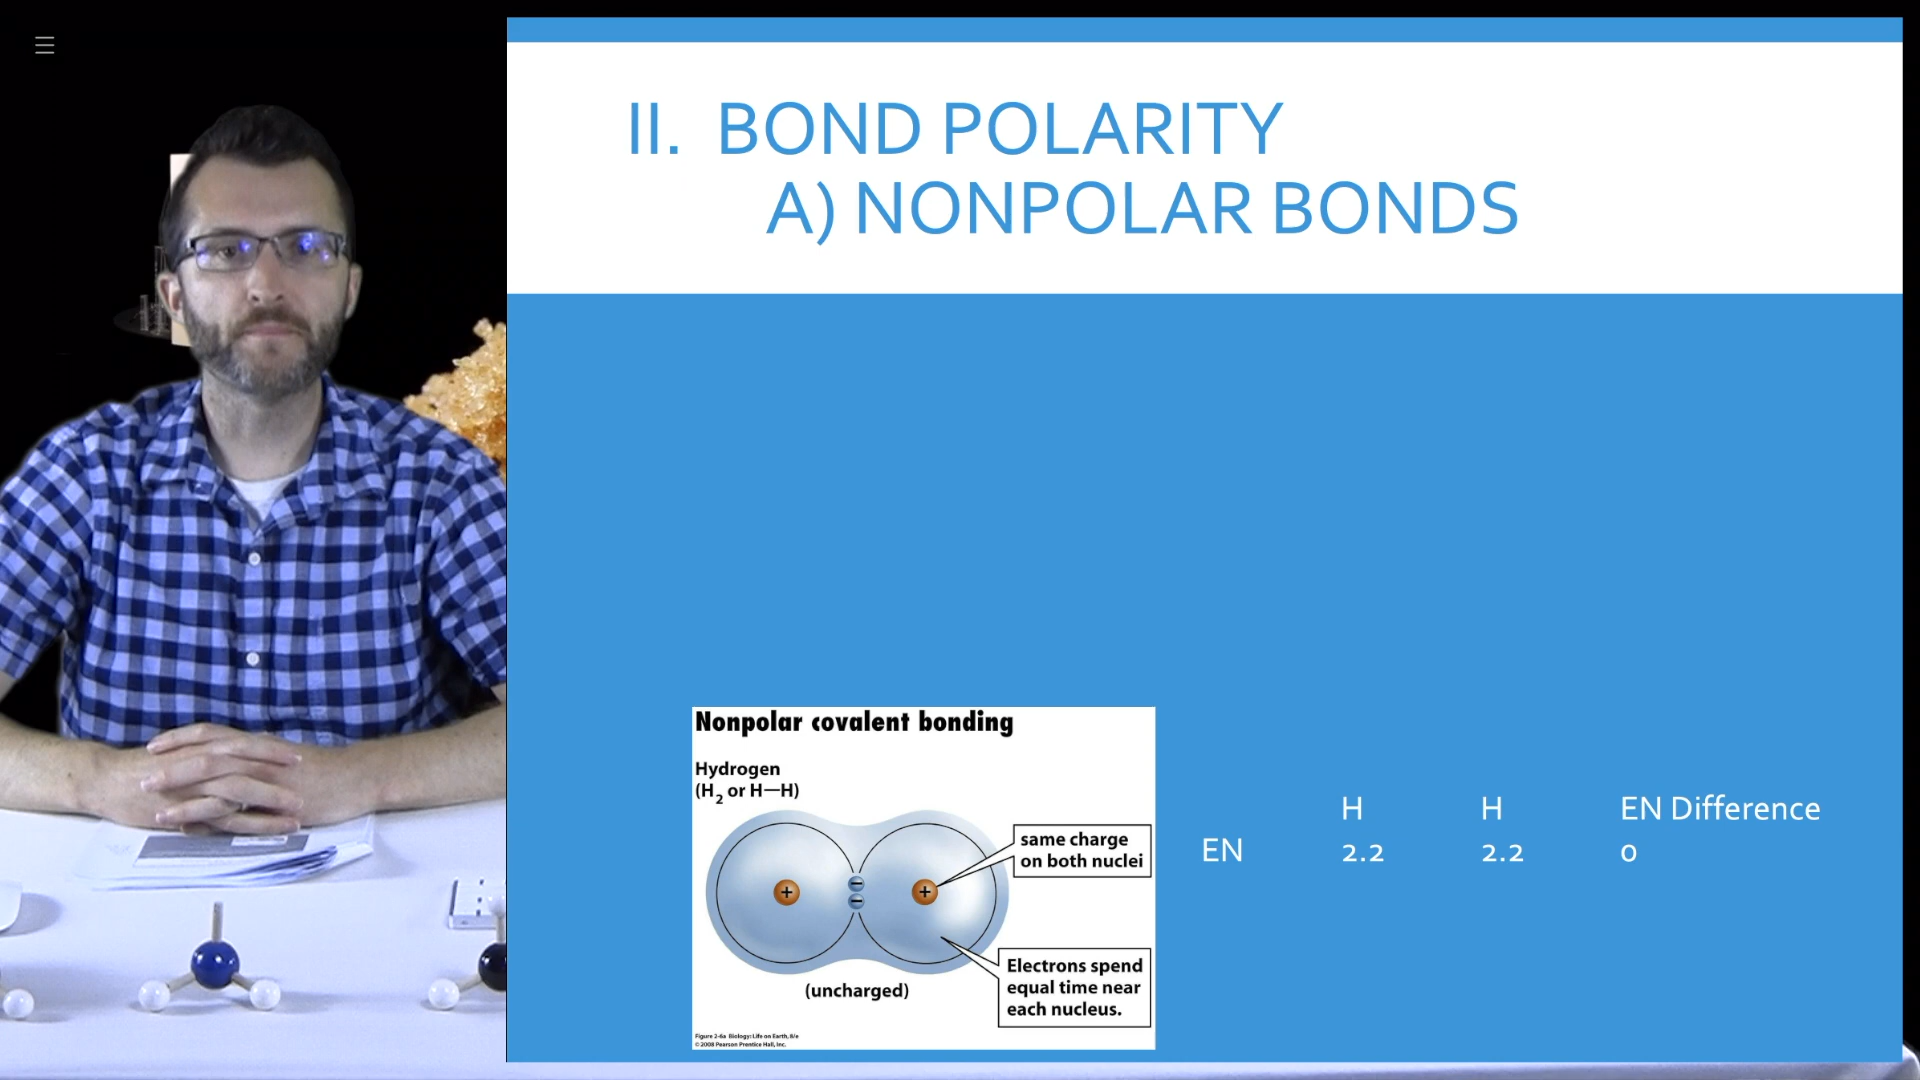 II. BOND POLARITY
A) NONPOLAR BONDS
Nonpolar covalent bonding
Hydrogen
(H2 or H—H)
same charge
on both nuclei
+
+
Electrons spend
equal time near
each nucleus.
(uncharged)
Figure 2-6a Biology: Life on Earth, 8/e
© 2008 Pearson Prentice Hall, Inc.
H H EN Difference
EN 2.2 2.2 0